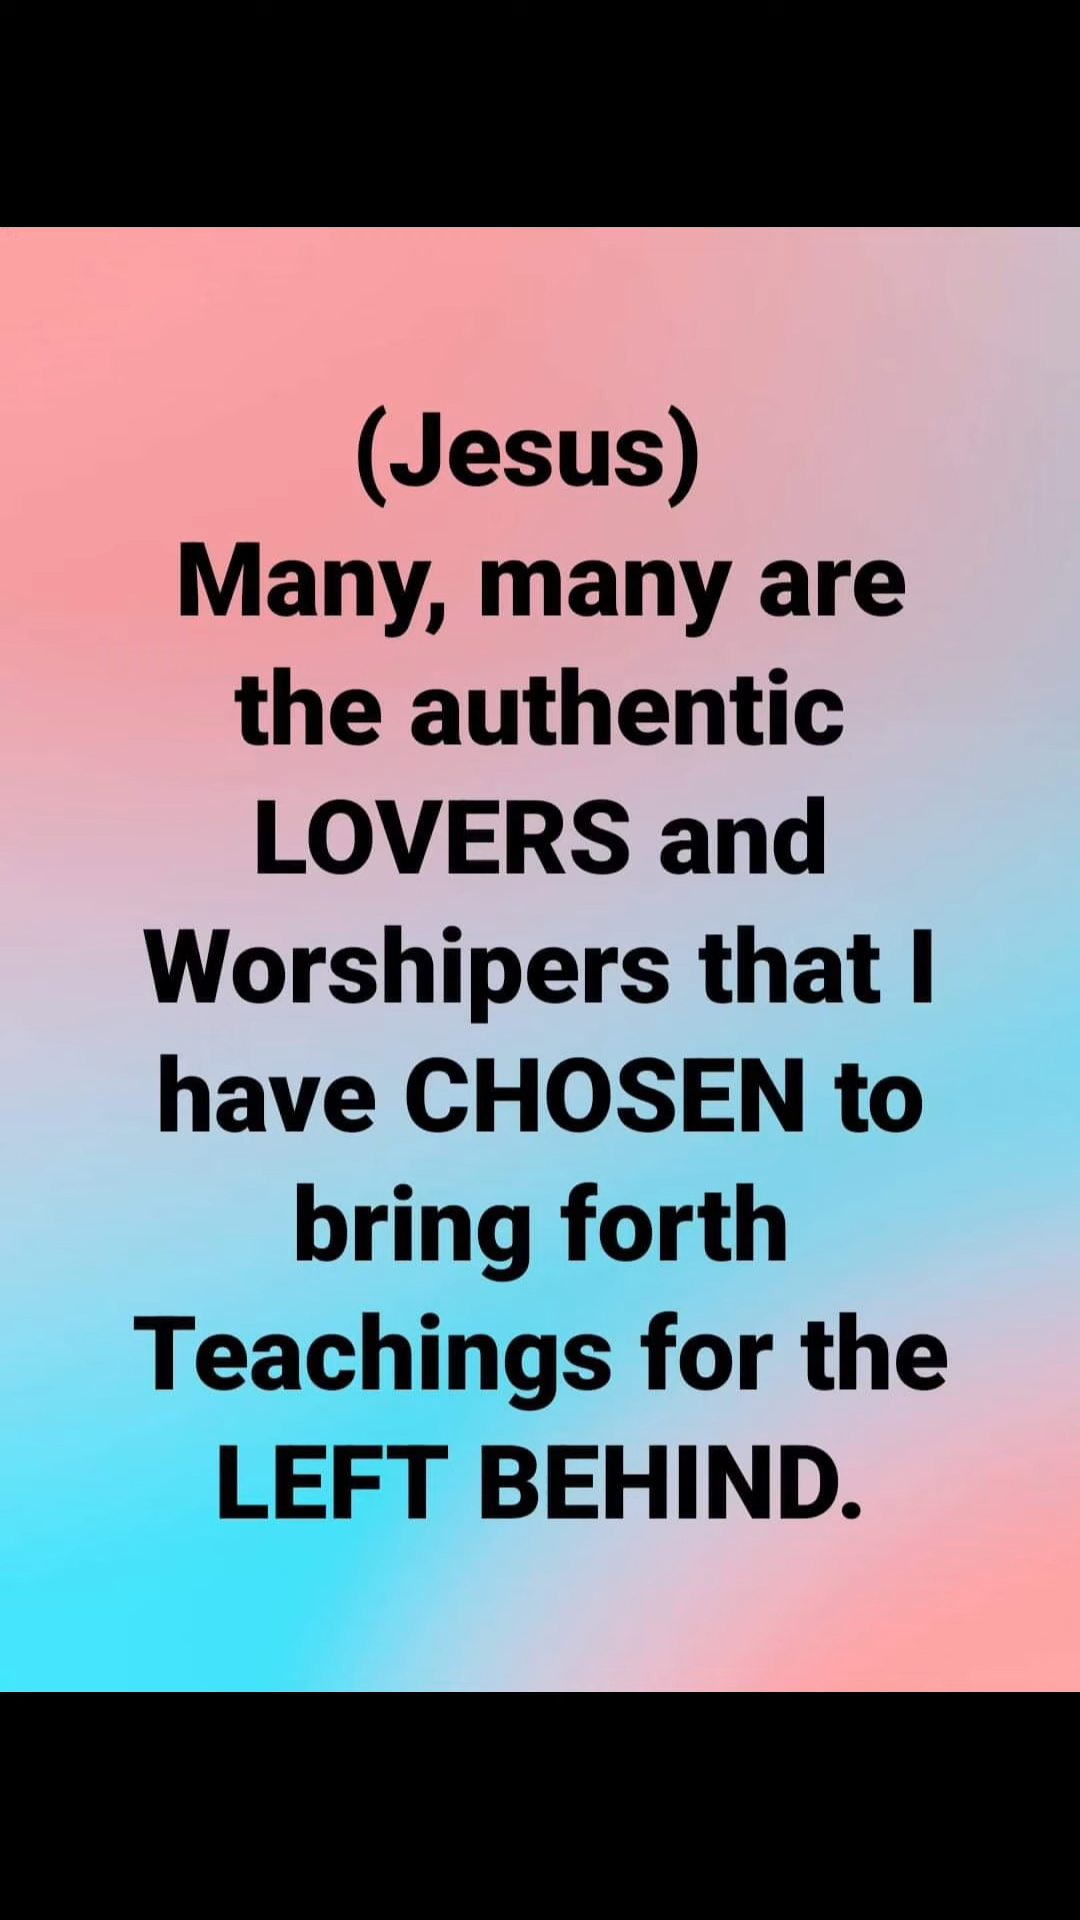 (Jesus)
Many, many are
the authentic
LOVERS and
Worshipers that I
have CHOSEN to
bring forth
Teachings for the
LEFT BEHIND.